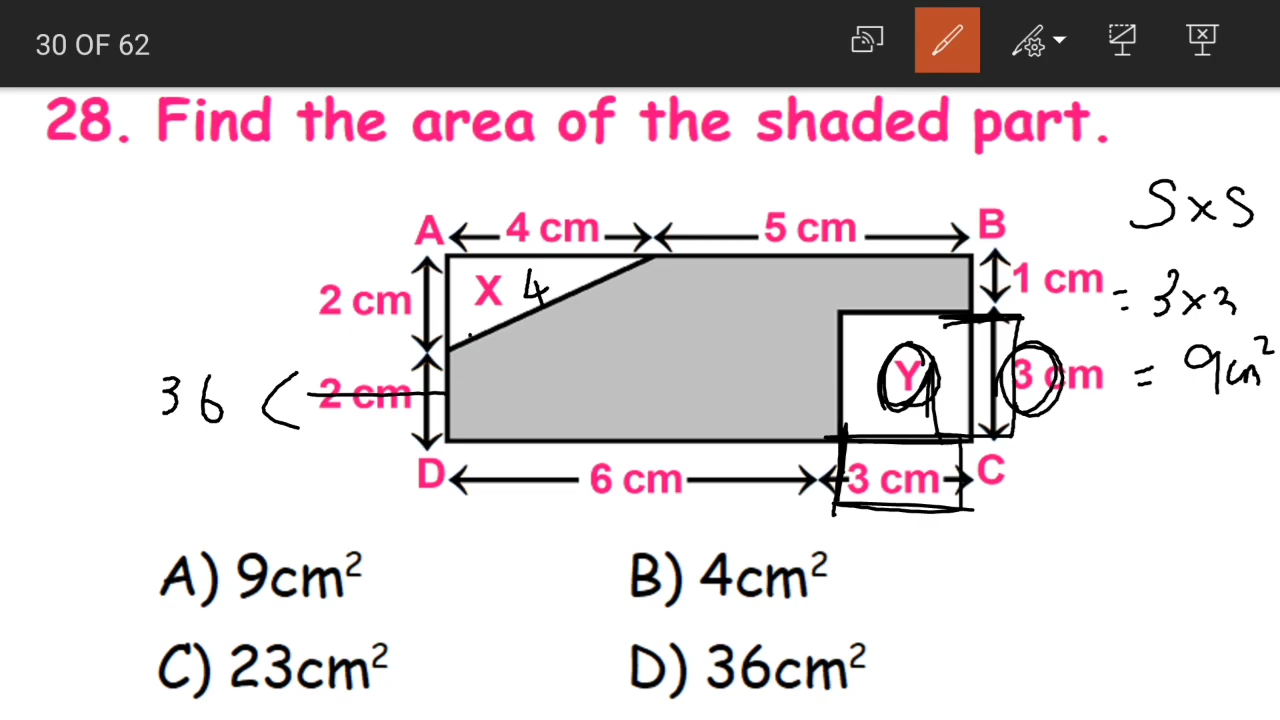 30 OF 62
28. Find the area of the shaded part.
A 4 cm 5 cm B
S x S
2 cm X 4 1 cm
= 3 x 3
36 2 cm Y 3 cm = 9cm²
D 6 cm 3 cm C
A) 9cm² B) 4cm²
C) 23cm² D) 36cm²